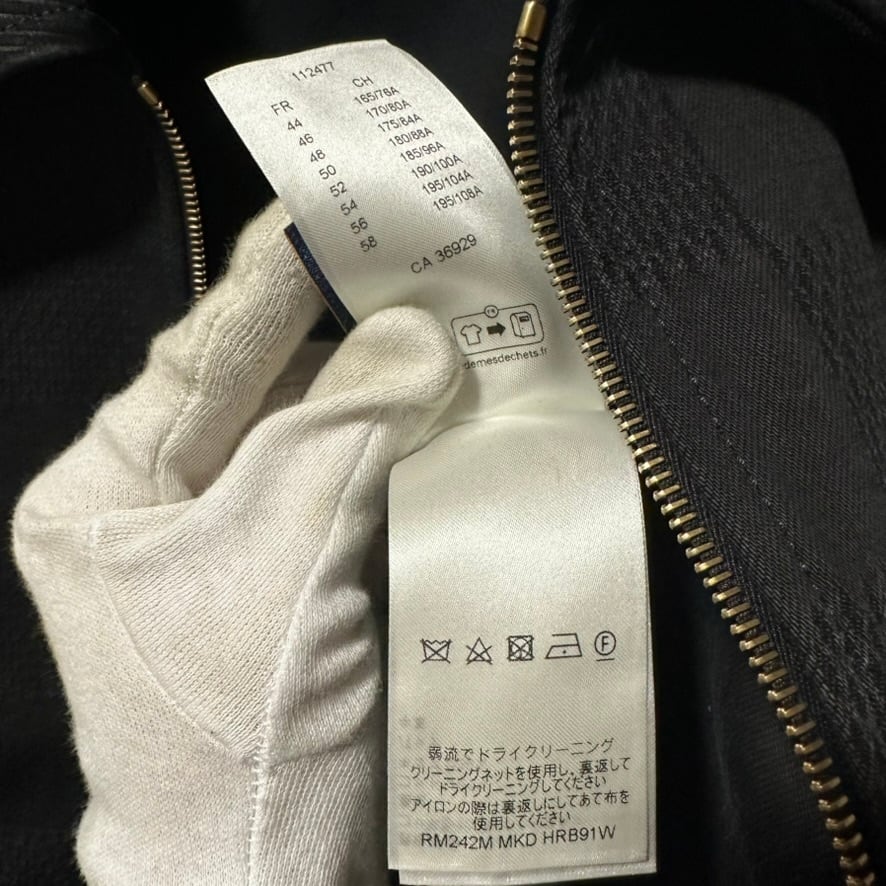 112477
FR CH
44 165/76A
46 170/80A
48 175/84A
50 180/88A
52 185/96A
54 190/100A
56 195/104A
58 195/108A
CA 36929
FR
demesdechets.fr
F
弱流でドライクリーニング
クリーニングネットを使用し、裏返して
ドライクリーニングしてください
アイロンの際は裏返しにしてあて布を
使用してください
RM242M MKD HRB91W